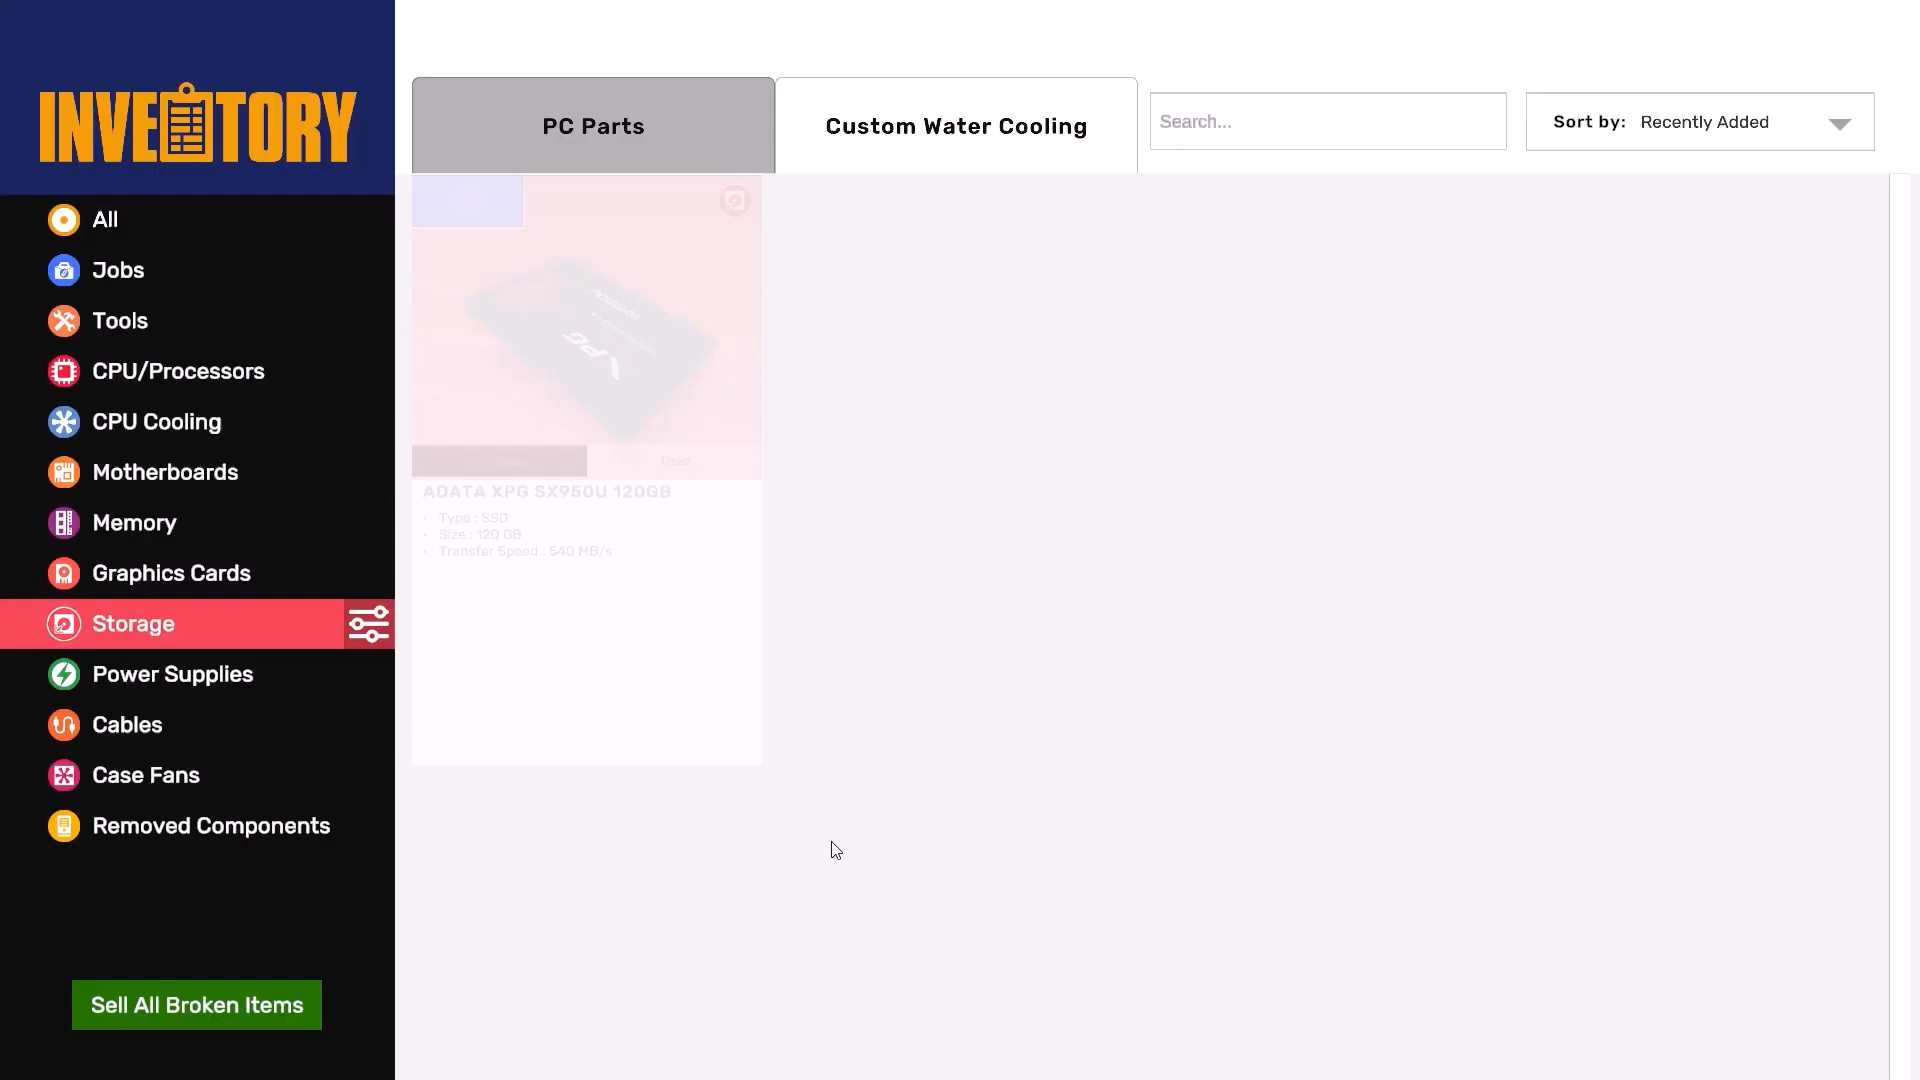 INVENTORY
PC Parts
Custom Water Cooling
Search...
Sort by: Recently Added
All
Jobs
Tools
CPU/Processors
CPU Cooling
Motherboards
Memory
Graphics Cards
Storage
Power Supplies
Cables
Case Fans
Removed Components
Sell All Broken Items
XPG
Used
ADATA XPG SX950U 120GB
• Type : SSD
• Size : 120 GB
• Transfer Speed : 540 MB/s